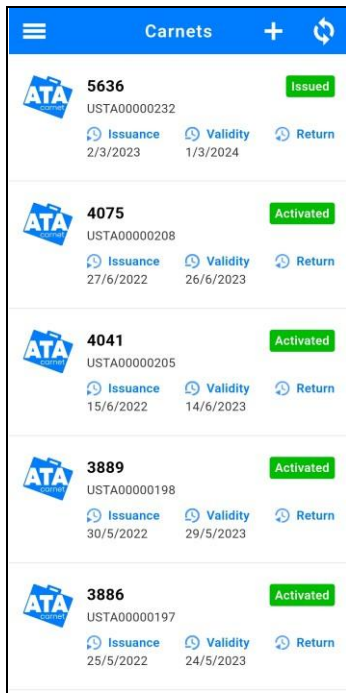 Carnets
ATA
carnet
5636
Issued
USTA00000232
Issuance Validity Return
2/3/2023 1/3/2024
ATA
carnet
4075
Activated
USTA00000208
Issuance Validity Return
27/6/2022 26/6/2023
ATA
carnet
4041
Activated
USTA00000205
Issuance Validity Return
15/6/2022 14/6/2023
ATA
carnet
3889
Activated
USTA00000198
Issuance Validity Return
30/5/2022 29/5/2023
ATA
carnet
3886
Activated
USTA00000197
Issuance Validity Return
25/5/2022 24/5/2023